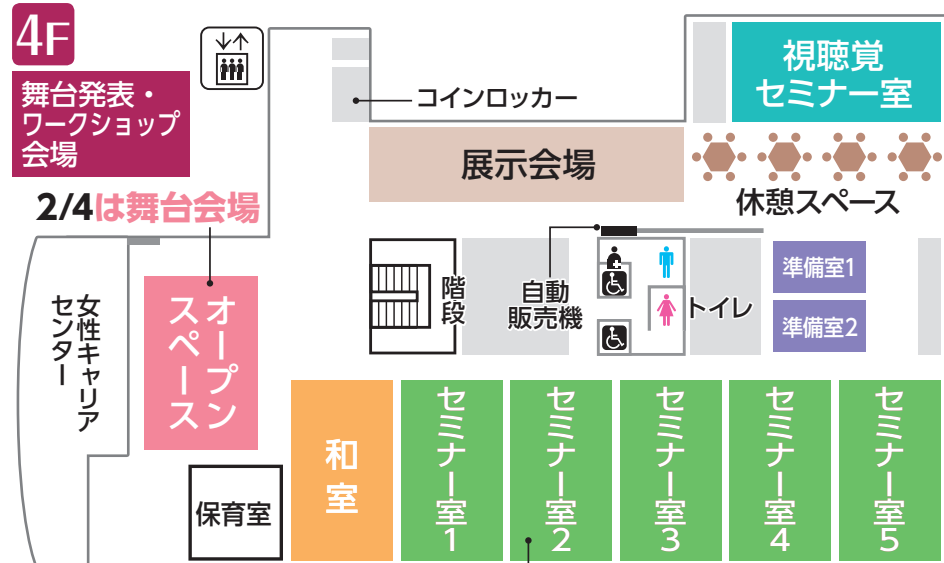 4F
舞台発表・
ワークショップ
会場
コインロッカー
視聴覚
セミナー室
展示会場
休憩スペース
2/4は舞台会場
女性キャリア
センター
オープン
スペース
階段
自動
販売機
トイレ
準備室1
準備室2
保育室
和室
セミナー室1
セミナー室2
セミナー室3
セミナー室4
セミナー室5